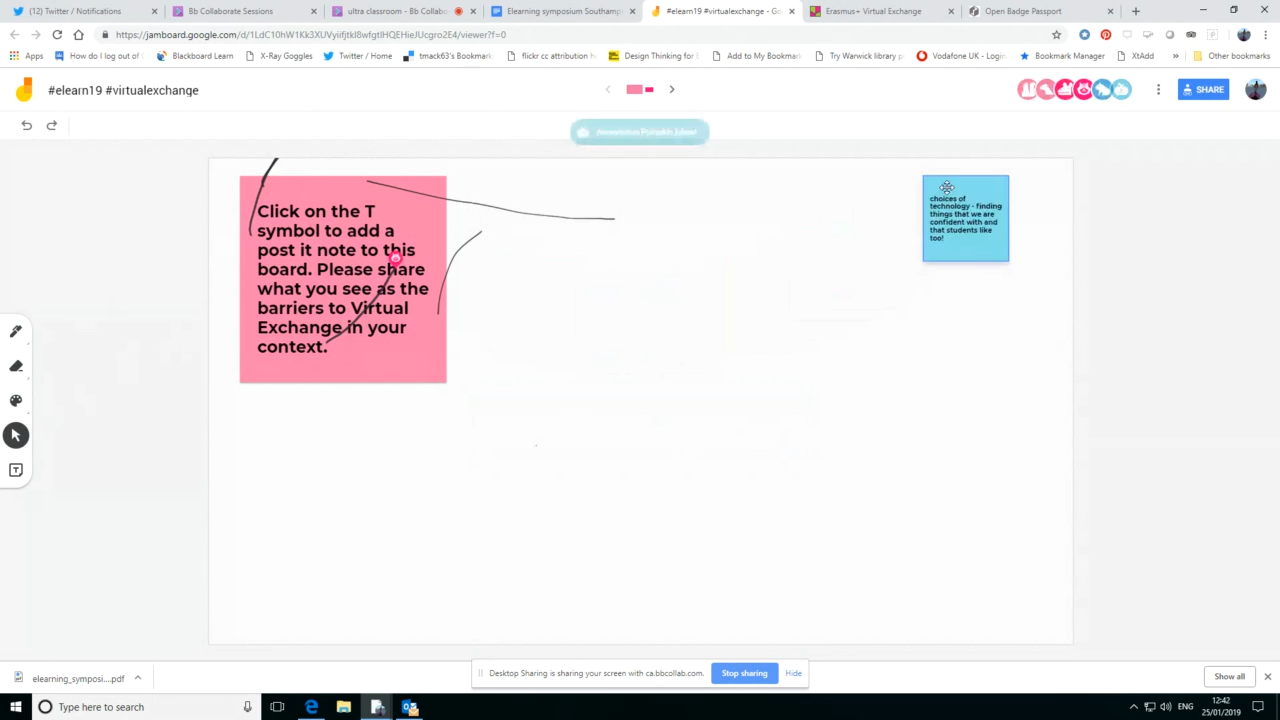 (12) Twitter / Notifications
Bb Collaborate Sessions
ultra classroom - Bb Collabo
Elearning symposium Southamp
#elearn19 #virtualexchange - Go
Erasmus+ Virtual Exchange
Open Badge Passport
https://jamboard.google.com/d/1LdC10hW1Kk3XUVyiifjtkl8wfgtIHQEHieJUcgro2E4/viewer?f=0
Apps
How do I log out of
Blackboard Learn
X-Ray Goggles
Twitter / Home
tmack63's Bookmark
flickr cc attribution h
Design Thinking for
Add to My Bookmark
Try Warwick library p
Vodafone UK - Login
Bookmark Manager
XtAdd
»
Other bookmarks
#elearn19 #virtualexchange
SHARE
Click on the T
symbol to add a
post it note to this
board. Please share
what you see as the
barriers to Virtual
Exchange in your
context.
choices of
technology - finding
things that we are
confident with and
that students like
too!
elearning_symposi....pdf
Desktop Sharing is sharing your screen with ca.bbcollab.com.
Stop sharing
Hide
Show all
Type here to search
ENG
12:42
25/01/2019